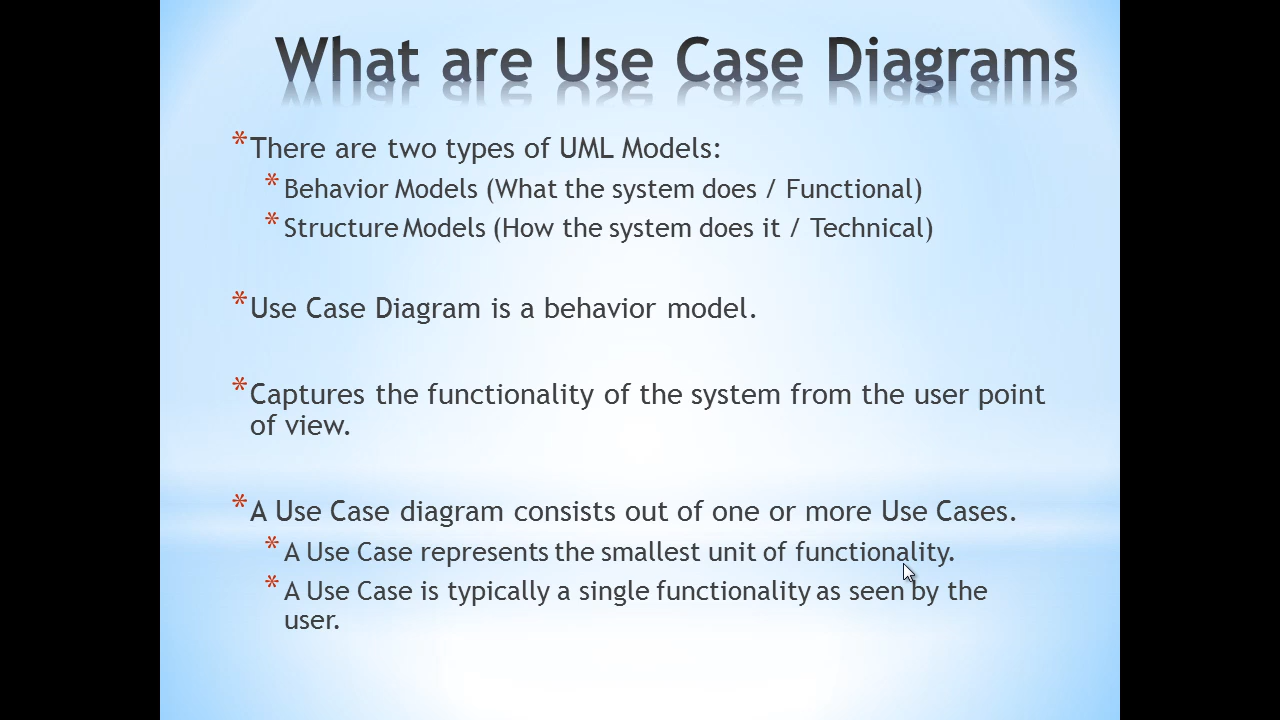 What are Use Case Diagrams
* There are two types of UML Models:
* Behavior Models (What the system does / Functional)
* Structure Models (How the system does it / Technical)
* Use Case Diagram is a behavior model.
* Captures the functionality of the system from the user point
of view.
* A Use Case diagram consists out of one or more Use Cases.
* A Use Case represents the smallest unit of functionality.
* A Use Case is typically a single functionality as seen by the
user.